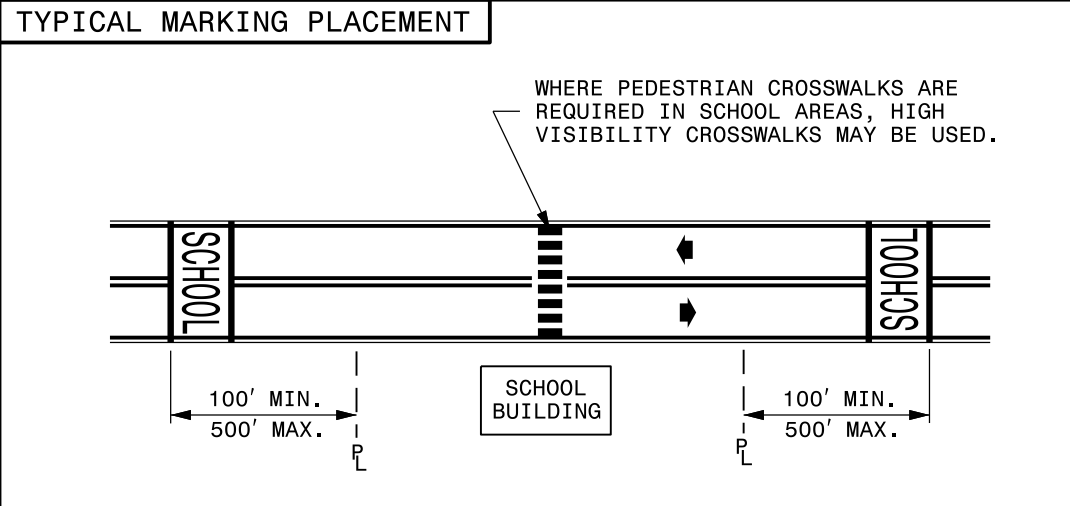 TYPICAL MARKING PLACEMENT
WHERE PEDESTRIAN CROSSWALKS ARE
REQUIRED IN SCHOOL AREAS, HIGH
VISIBILITY CROSSWALKS MAY BE USED.
SCHOOL
SCHOOL
SCHOOL
BUILDING
100' MIN.
500' MAX.
PL
100' MIN.
500' MAX.
PL